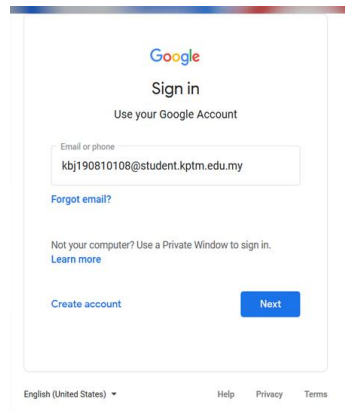 Google
Sign in
Use your Google Account
Email or phone
kbj190810108@student.kptm.edu.my
Forgot email?
Not your computer? Use a Private Window to sign in.
Learn more
Create account
Next
English (United States)
Help Privacy Terms